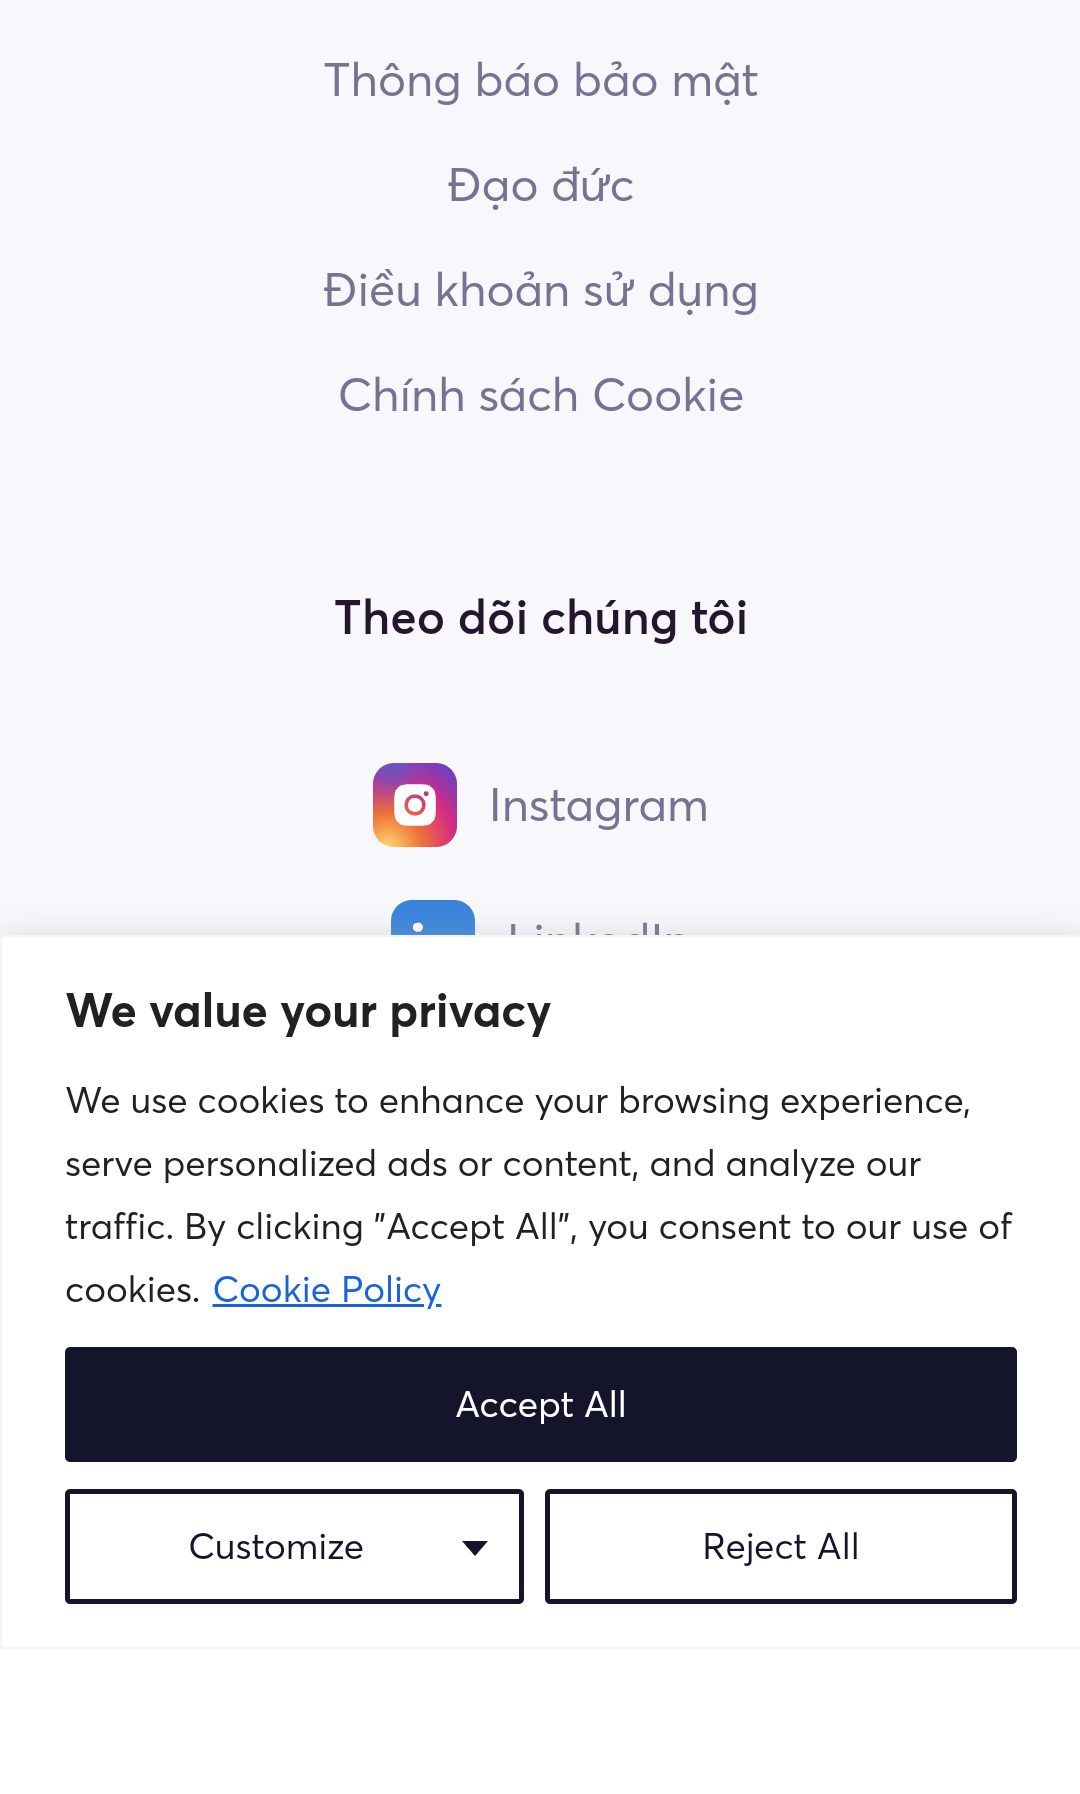 Thông báo bảo mật
Đạo đức
Điều khoản sử dụng
Chính sách Cookie
Theo dõi chúng tôi
Instagram
LinkedIn
We value your privacy
We use cookies to enhance your browsing experience,
serve personalized ads or content, and analyze our
traffic. By clicking "Accept All", you consent to our use of
cookies. Cookie Policy
Accept All
Customize
Reject All